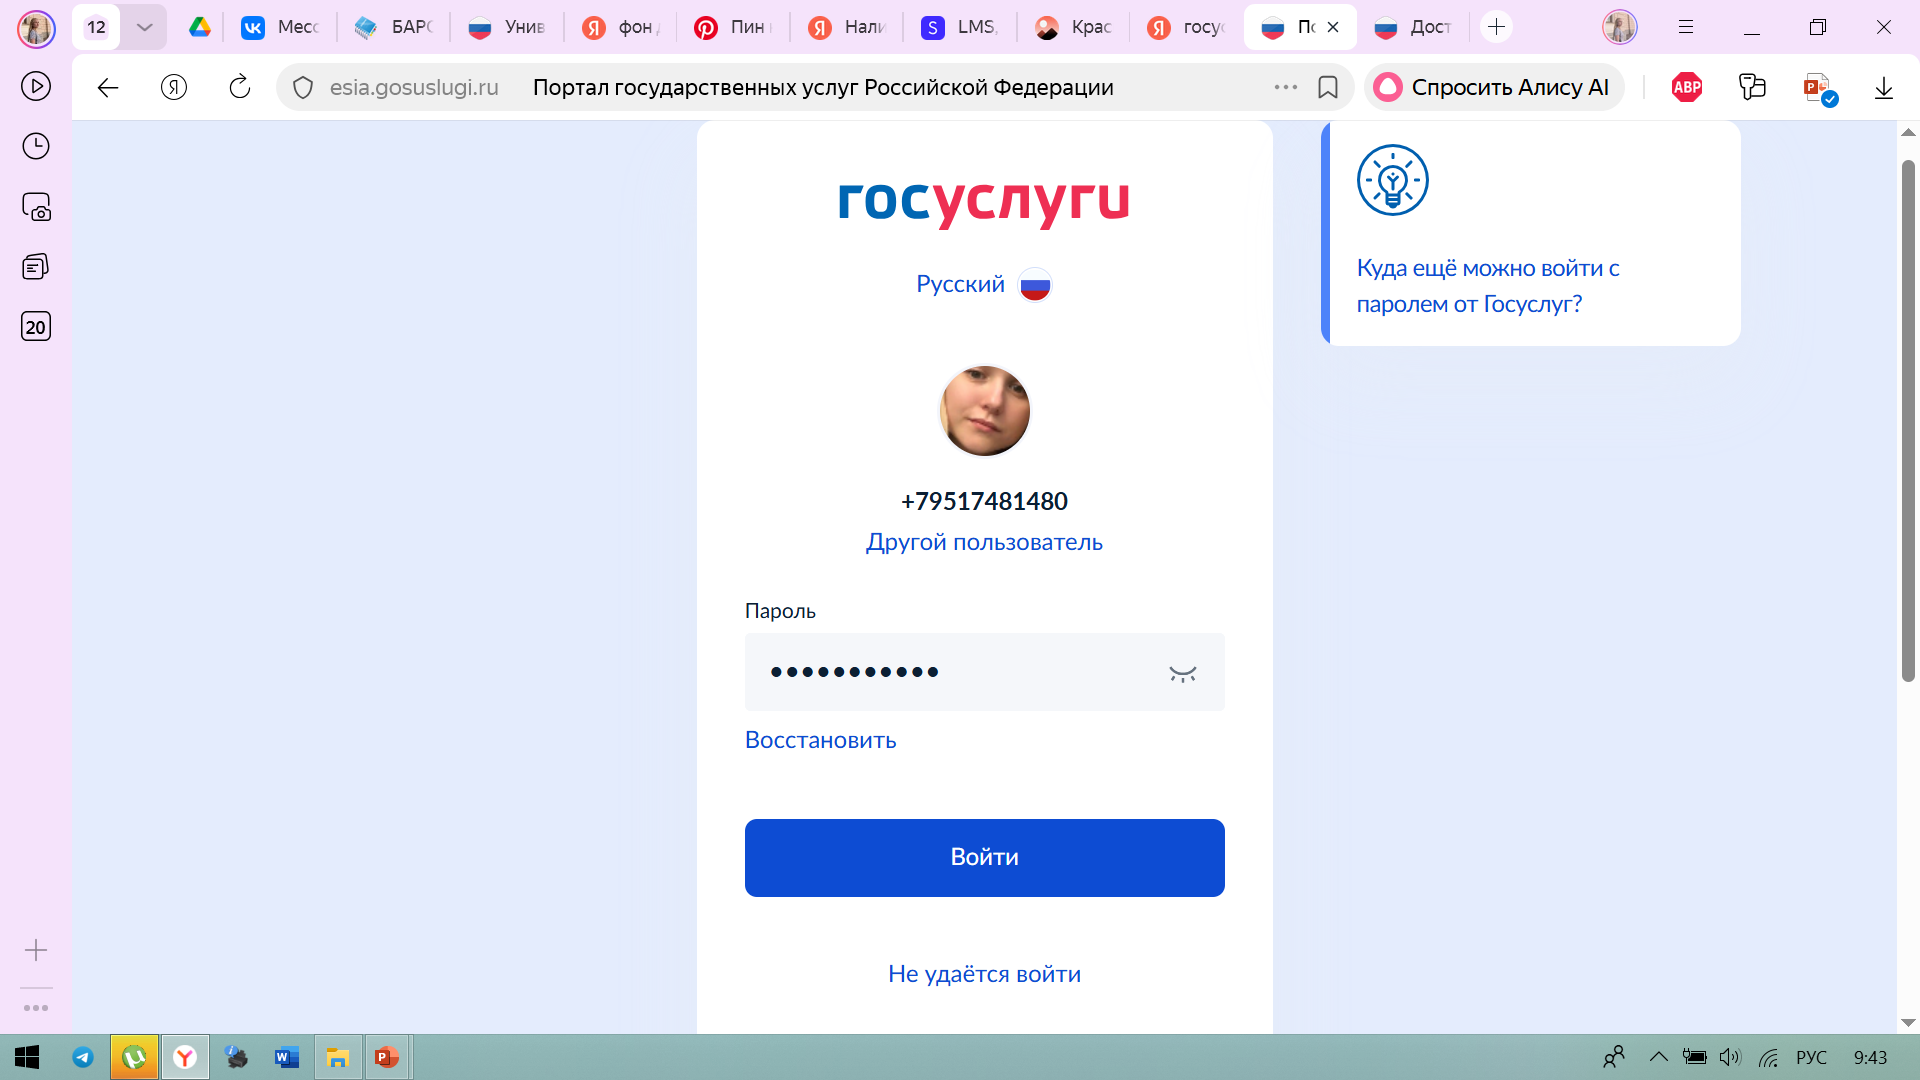 12
Месс
БАРС
Унив
фон д
Пин
Нали
LMS,
Крас
госус
По
Дост
esia.gosuslugi.ru Портал государственных услуг Российской Федерации
Спросить Алису AI
ABP
20
госуслуги
Русский
+79517481480
Другой пользователь
Пароль
•••••••••••
Восстановить
Войти
Не удаётся войти
Куда ещё можно войти с
паролем от Госуслуг?
РУС
9:43